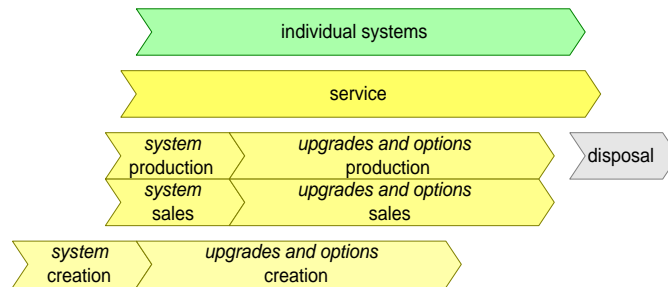 individual systems
service
system upgrades and options
production production
disposal
system upgrades and options
sales sales
system upgrades and options
creation creation